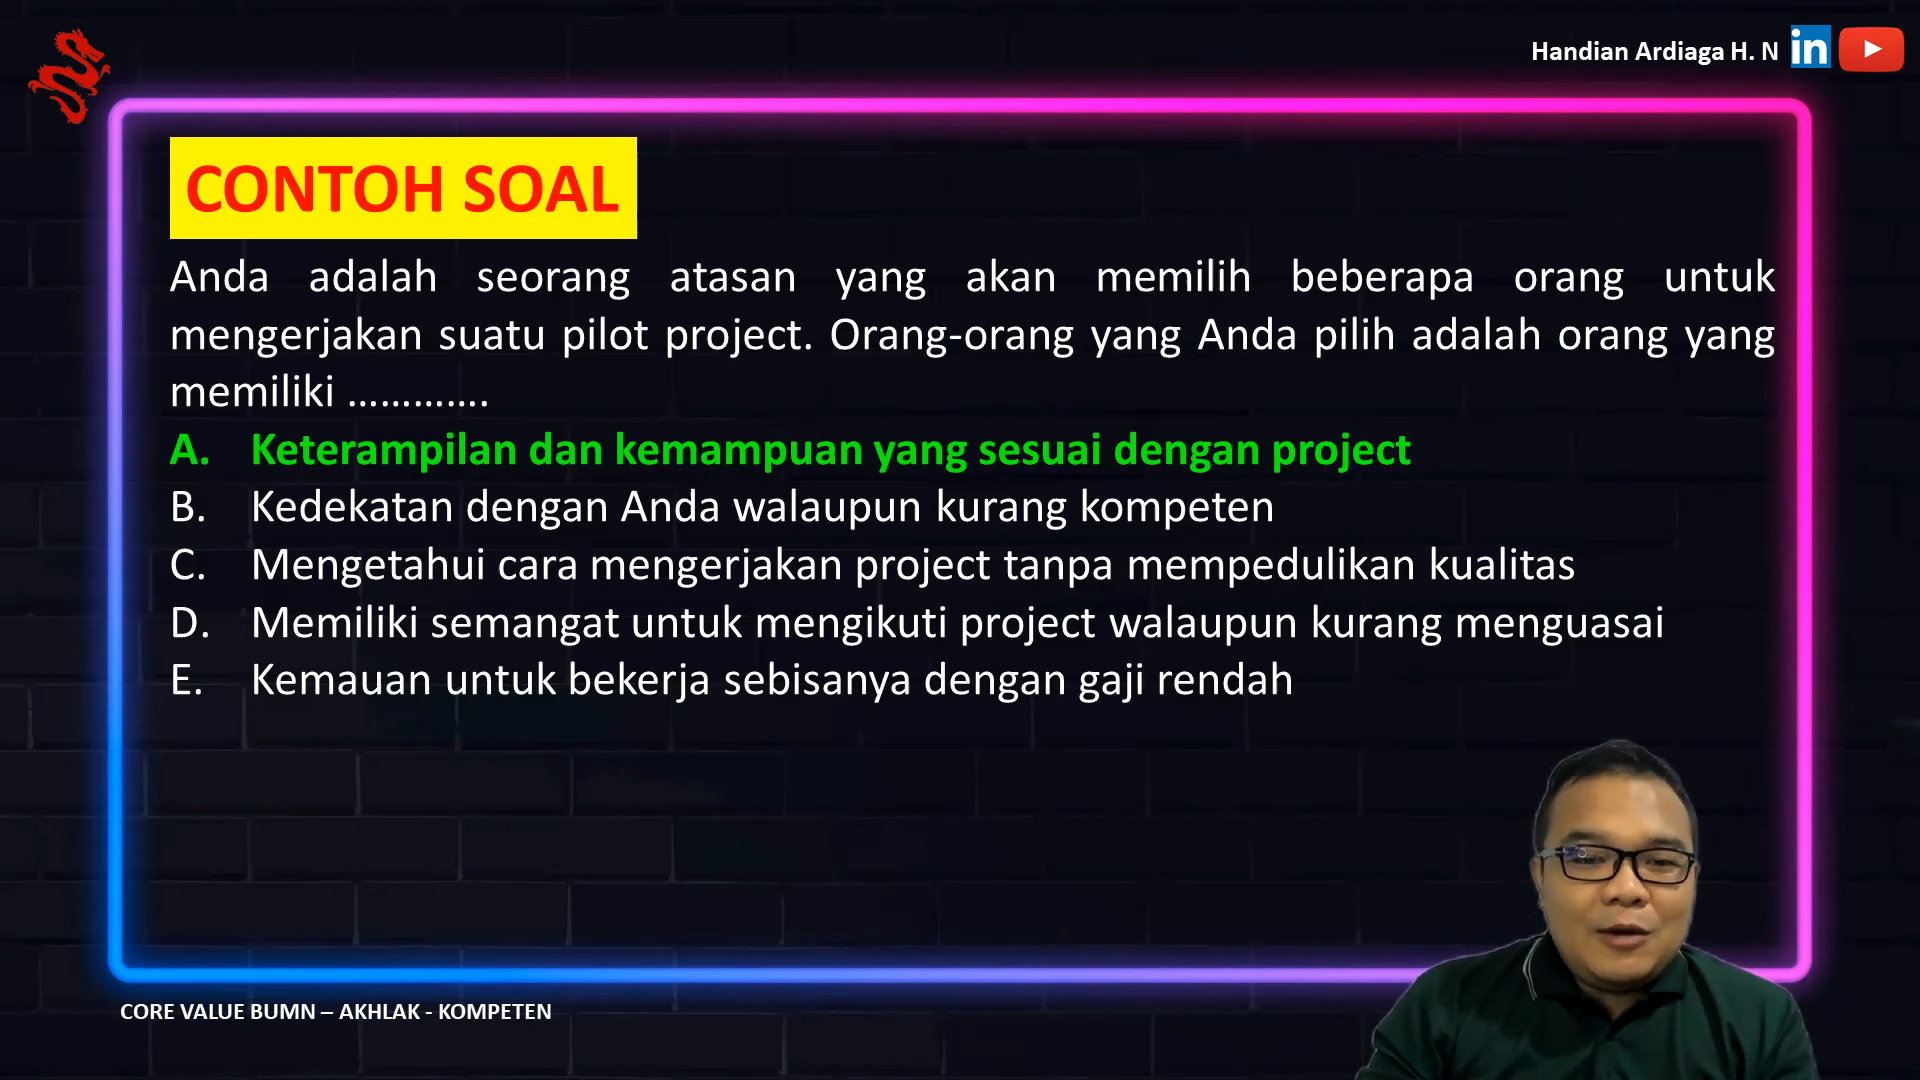 Handian Ardiaga H. N in
CONTOH SOAL
Anda adalah seorang atasan yang akan memilih beberapa orang untuk
mengerjakan suatu pilot project. Orang-orang yang Anda pilih adalah orang yang
memiliki .............
A. Keterampilan dan kemampuan yang sesuai dengan project
B. Kedekatan dengan Anda walaupun kurang kompeten
C. Mengetahui cara mengerjakan project tanpa mempedulikan kualitas
D. Memiliki semangat untuk mengikuti project walaupun kurang menguasai
E. Kemauan untuk bekerja sebisanya dengan gaji rendah
CORE VALUE BUMN – AKHLAK - KOMPETEN